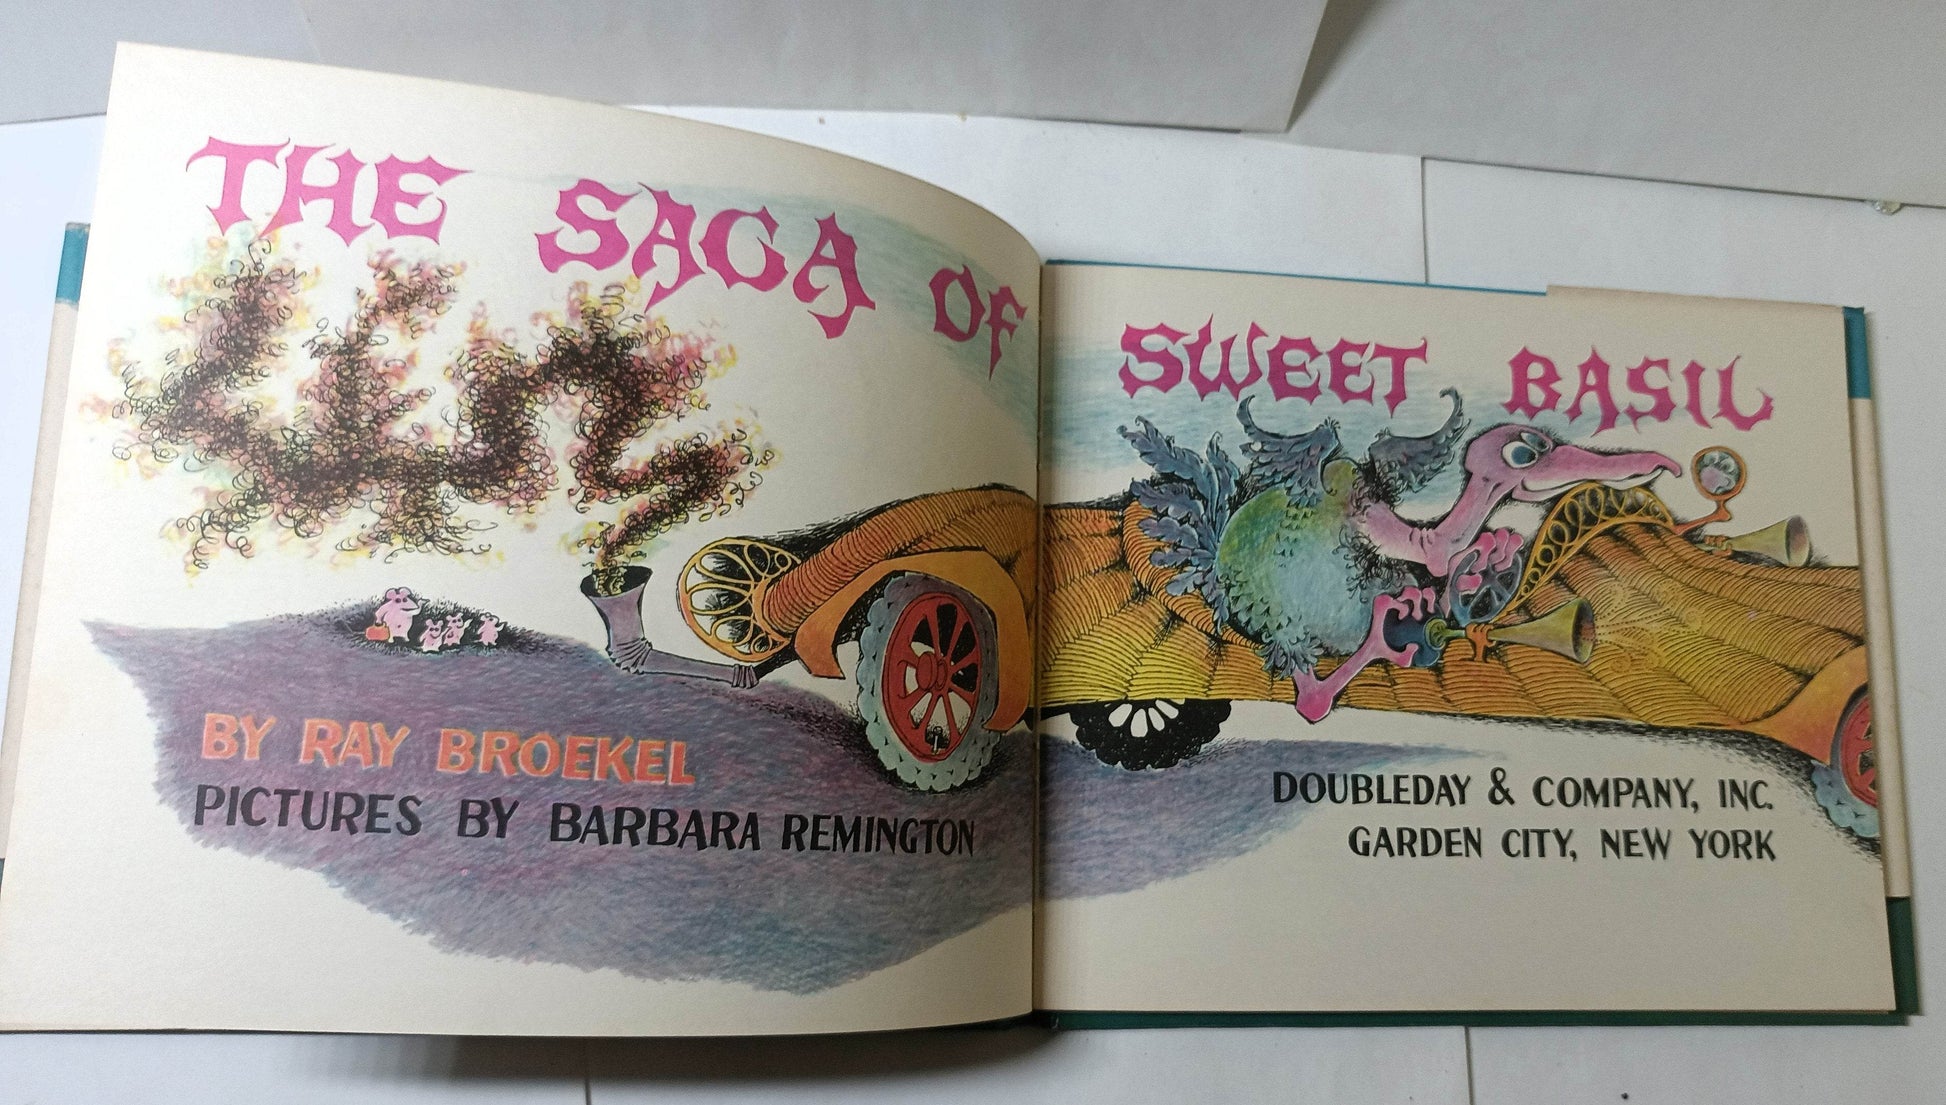 THE SAGA OF SWEET BASIL
BY RAY BROEKEL
PICTURES BY BARBARA REMINGTON
DOUBLEDAY & COMPANY, INC.
GARDEN CITY, NEW YORK